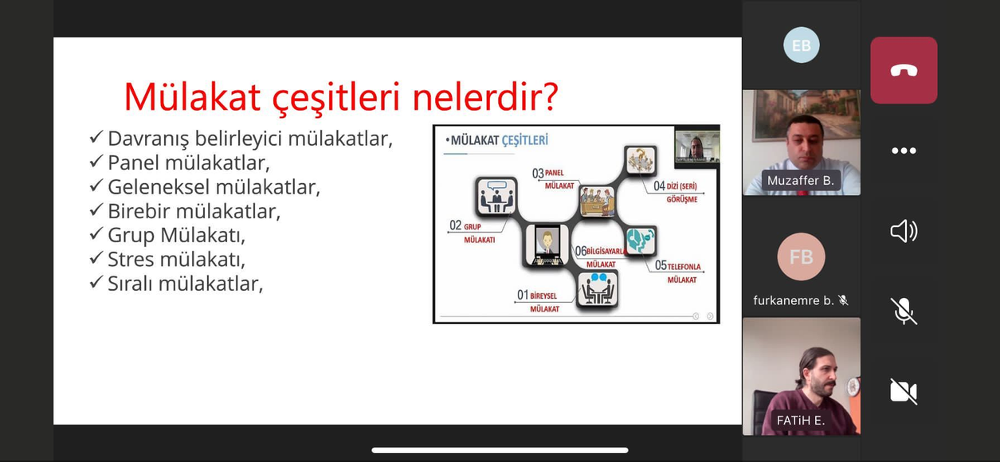 Mülakat çeşitleri nelerdir?
✓ Davranış belirleyici mülakatlar,
✓ Panel mülakatlar,
✓ Geleneksel mülakatlar,
✓ Birebir mülakatlar,
✓ Grup Mülakatı,
✓ Stres mülakatı,
✓ Sıralı mülakatlar,
•MÜLAKAT ÇEŞİTLERİ
03 PANEL
MÜLAKAT
04 DİZİ (SERİ)
GÖRÜŞME
02 GRUP
MÜLAKATI
06 BİLGİSAYARLA
MÜLAKAT
05 TELEFONLA
MÜLAKAT
01 BİREYSEL
MÜLAKAT
EB
Muzaffer B.
FB
furkanemre b.
FATiH E.